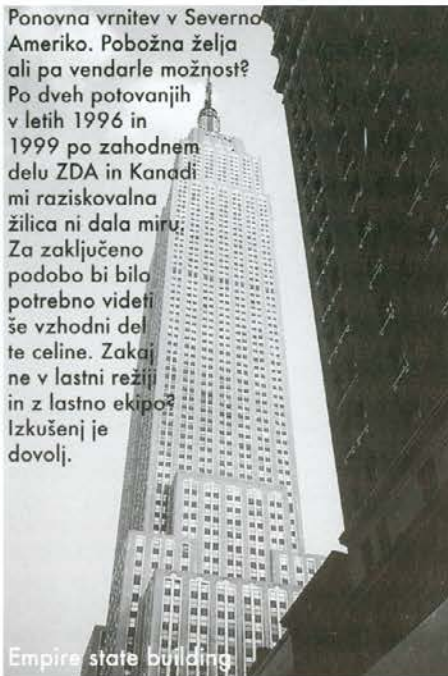 Ponovna vrnitev v Severno
Ameriko. Pobožna želja
ali pa vendarle možnost?
Po dveh potovanjih
v letih 1996 in
1999 po zahodnem
delu ZDA in Kanadi
mi raziskovalna
žilica ni dala miru.
Za zaključeno
podobo bi bilo
potrebno videti
še vzhodni del
te celine. Zakaj
ne v lastni režiji
in z lastno ekipo?
Izkušenj je
dovolj.
Empire state building